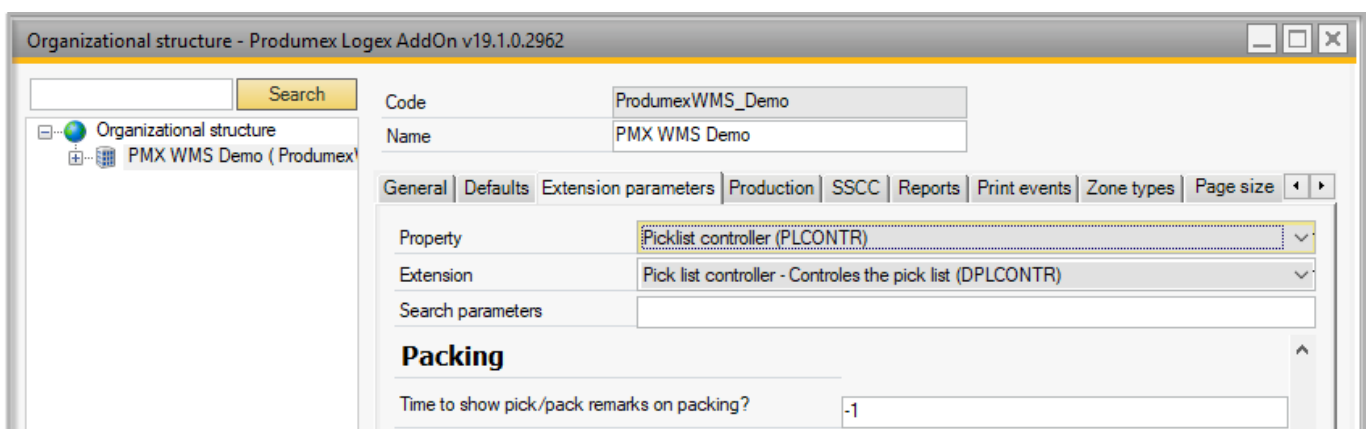 Organizational structure - Produmex Logex AddOn v19.1.0.2962
Search
Organizational structure
PMX WMS Demo ( Produmex
Code ProdumexWMS_Demo
Name PMX WMS Demo
General Defaults Extension parameters Production SSCC Reports Print events Zone types Page size
Property Picklist controller (PLCONTR)
Extension Pick list controller - Controles the pick list (DPLCONTR)
Search parameters
Packing
Time to show pick/pack remarks on packing? -1